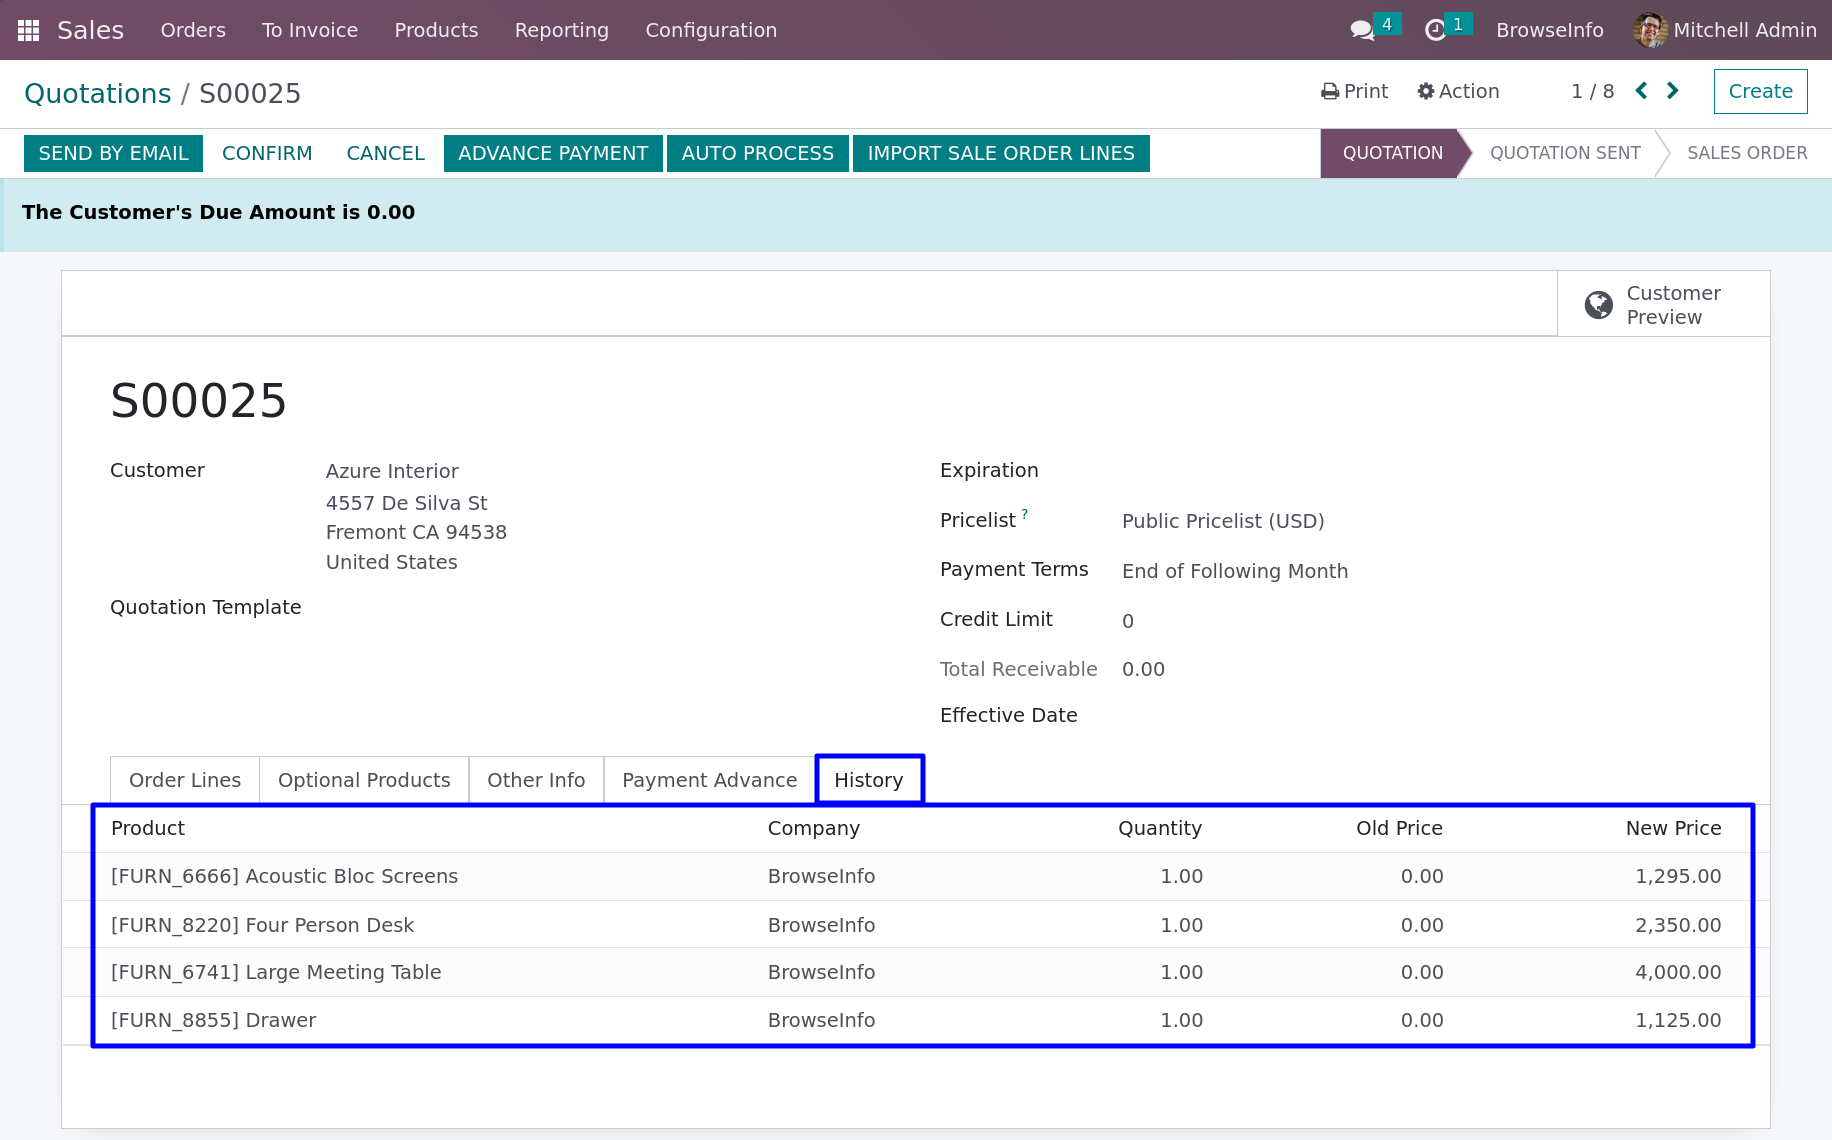 Sales Orders To Invoice Products Reporting Configuration 4 1 BrowseInfo Mitchell Admin
Quotations / S00025 Print Action 1 / 8 Create
SEND BY EMAIL CONFIRM CANCEL ADVANCE PAYMENT AUTO PROCESS IMPORT SALE ORDER LINES QUOTATION QUOTATION SENT SALES ORDER
The Customer's Due Amount is 0.00
Customer
Preview
S00025
Customer Azure Interior
4557 De Silva St
Fremont CA 94538
United States
Quotation Template
Expiration
Pricelist ? Public Pricelist (USD)
Payment Terms End of Following Month
Credit Limit 0
Total Receivable 0.00
Effective Date
Order Lines Optional Products Other Info Payment Advance History
Product Company Quantity Old Price New Price
[FURN_6666] Acoustic Bloc Screens BrowseInfo 1.00 0.00 1,295.00
[FURN_8220] Four Person Desk BrowseInfo 1.00 0.00 2,350.00
[FURN_6741] Large Meeting Table BrowseInfo 1.00 0.00 4,000.00
[FURN_8855] Drawer BrowseInfo 1.00 0.00 1,125.00